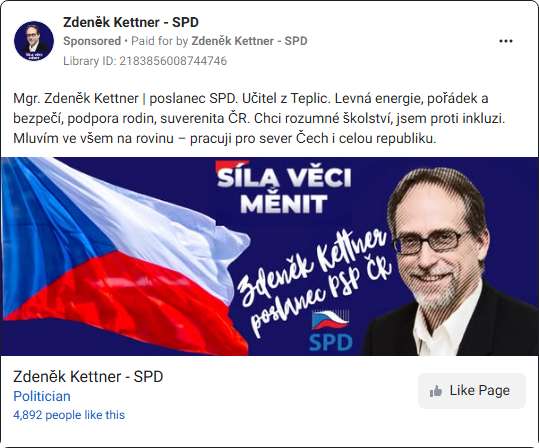 Zdeněk Kettner - SPD
Sponsored • Paid for by Zdeněk Kettner - SPD
Library ID: 2183856008744746
Mgr. Zdeněk Kettner | poslanec SPD. Učitel z Teplic. Levná energie, pořádek a
bezpečí, podpora rodin, suverenita ČR. Chci rozumné školství, jsem proti inkluzi.
Mluvím ve všem na rovinu – pracuji pro sever Čech i celou republiku.
SÍLA VĚCI
MĚNIT
Zdeněk Kettner
poslanec PSP ČR
SPD
Zdeněk Kettner - SPD
Politician
4,892 people like this
Like Page
SÍLA VĚCI
MĚNIT